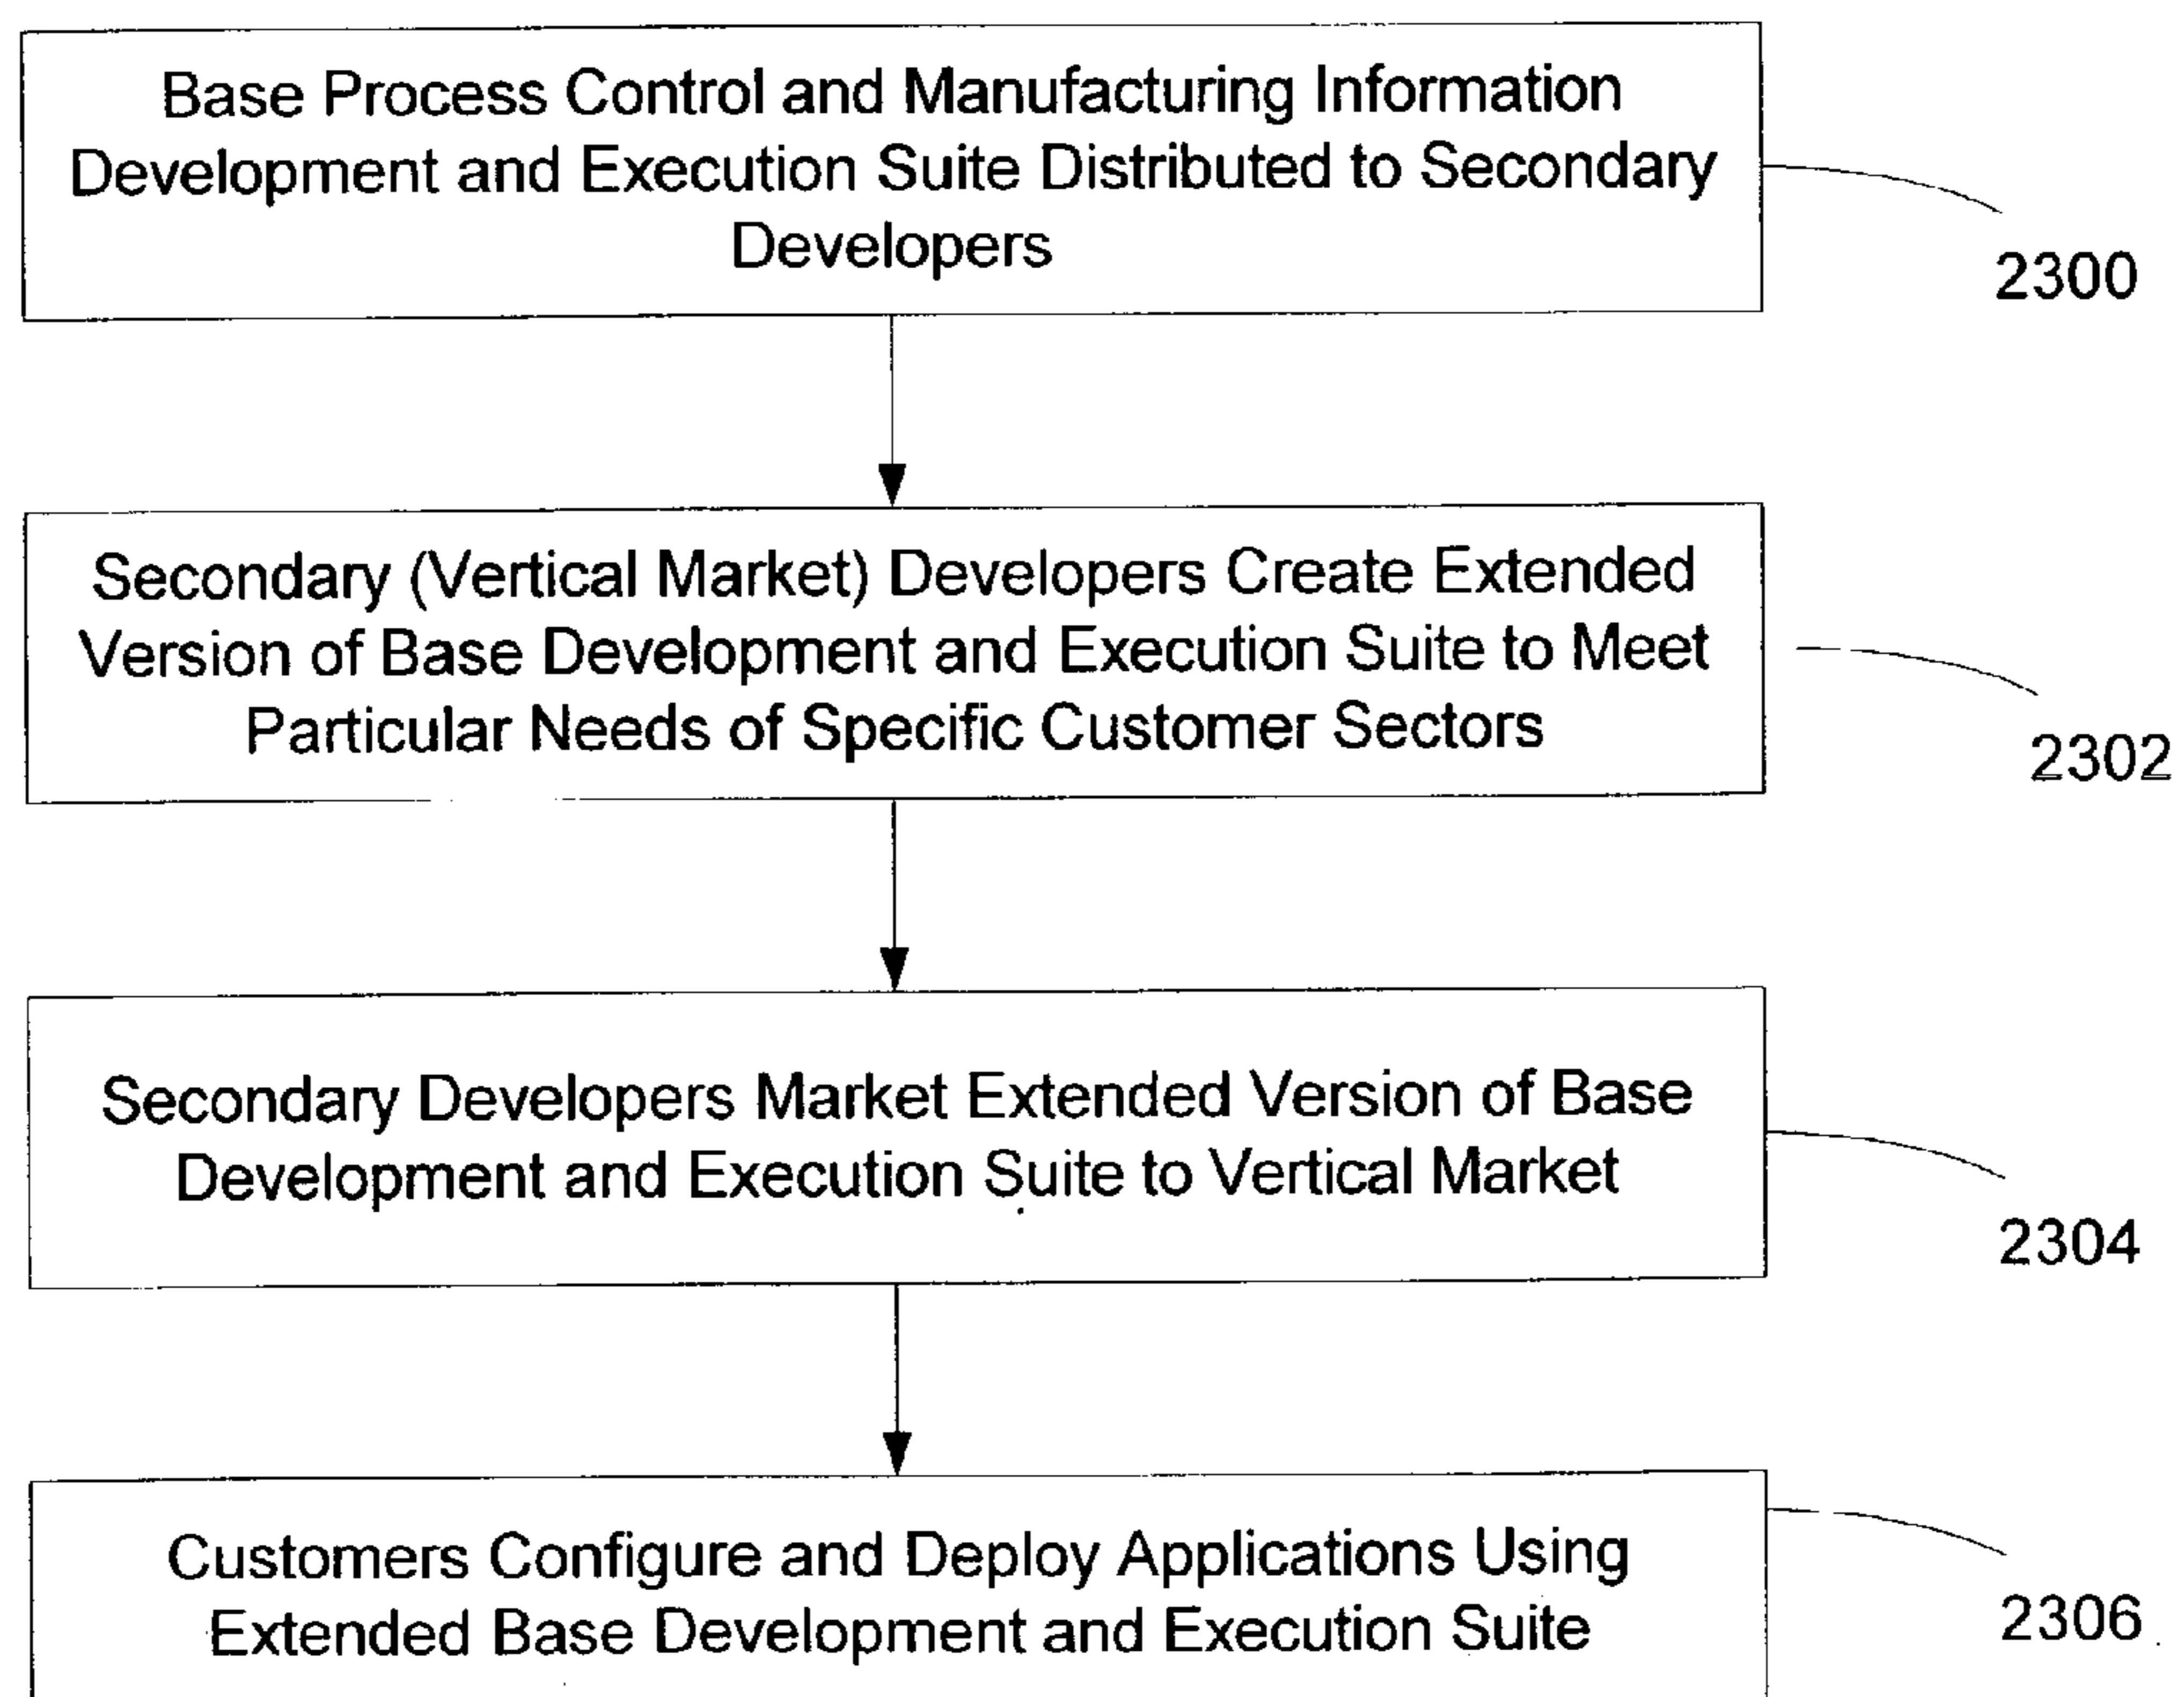 Base Process Control and Manufacturing Information
Development and Execution Suite Distributed to Secondary
Developers
2300
Secondary (Vertical Market) Developers Create Extended
Version of Base Development and Execution Suite to Meet
Particular Needs of Specific Customer Sectors
2302
Secondary Developers Market Extended Version of Base
Development and Execution Suite to Vertical Market
2304
Customers Configure and Deploy Applications Using
Extended Base Development and Execution Suite
2306